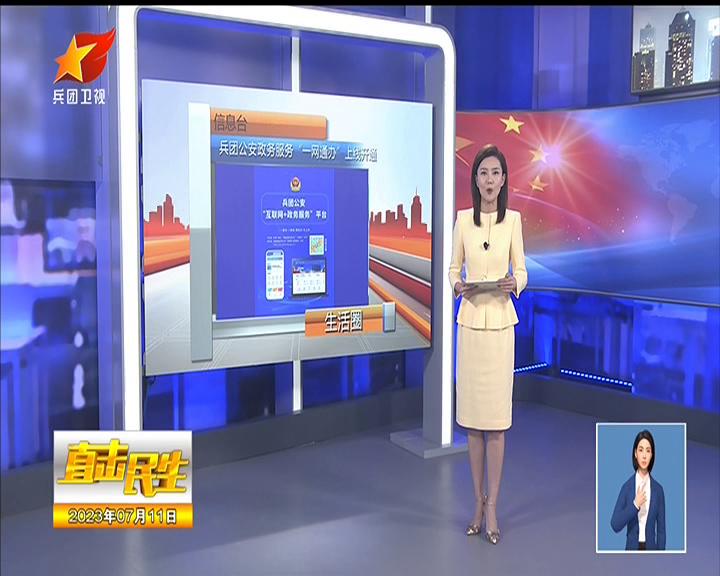 兵团卫视
信息台
兵团公安政务服务“一网通办”上线开通
兵团公安
“互联网+政务服务”平台
生活圈
直击民生
2023年07月11日